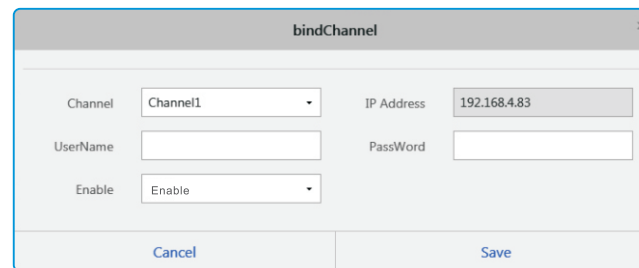 bindChannel
Channel Channel1 IP Address 192.168.4.83
UserName PassWord
Enable Enable
Cancel Save